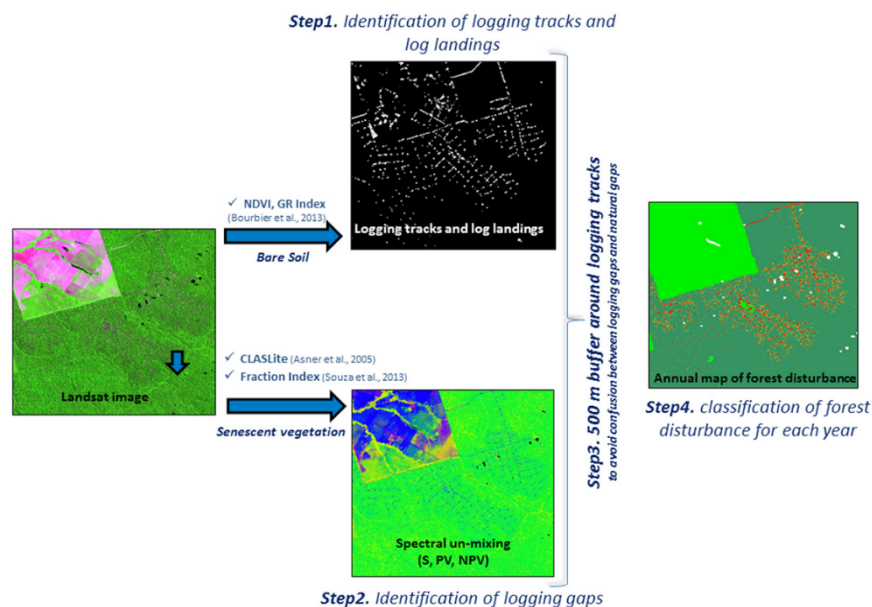 Step1. Identification of logging tracks and
log landings
✓ NDVI, GR Index
(Bourbier et al., 2013)
Bare Soil
Logging tracks and log landings
Landsat image
✓ CLASLite (Asner et al., 2005)
✓ Fraction Index (Souza et al., 2013)
Senescent vegetation
Spectral un-mixing
(S, PV, NPV)
Step2. Identification of logging gaps
Step3. 500 m buffer around logging tracks
to avoid confusion between logging gaps and natural gaps
Annual map of forest disturbance
Step4. classification of forest
disturbance for each year